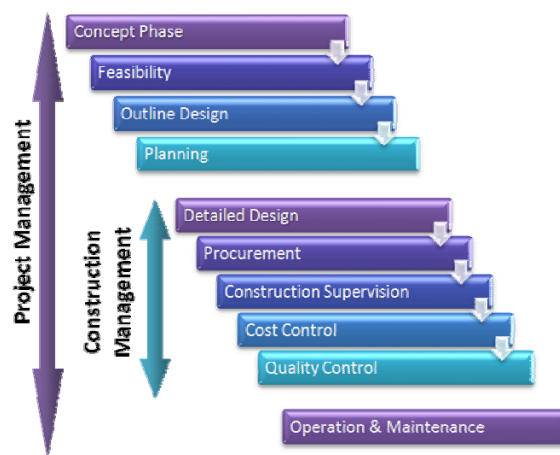 Concept Phase
Feasibility
Outline Design
Planning
Project Management
Construction
Management
Detailed Design
Procurement
Construction Supervision
Cost Control
Quality Control
Operation & Maintenance